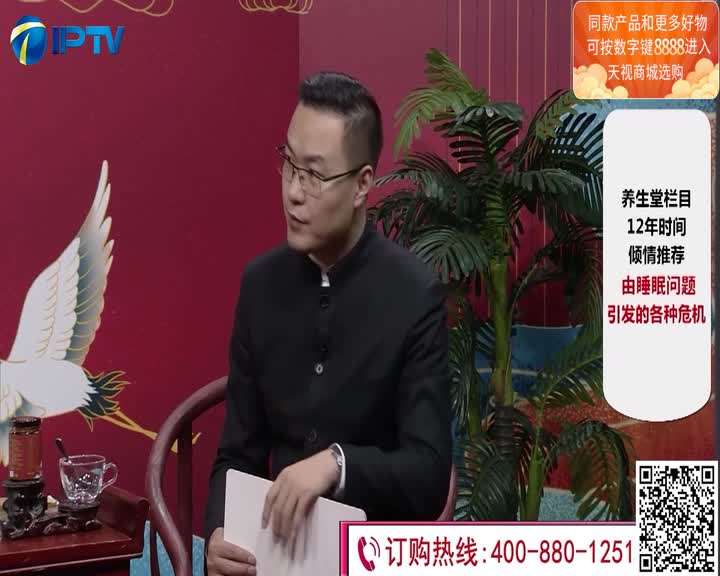 IPTV
同款产品和更多好物
可按数字键8888进入
天视商城选购
养生堂栏目
12年时间
倾情推荐
由睡眠问题
引发的各种危机
订购热线:400-880-1251